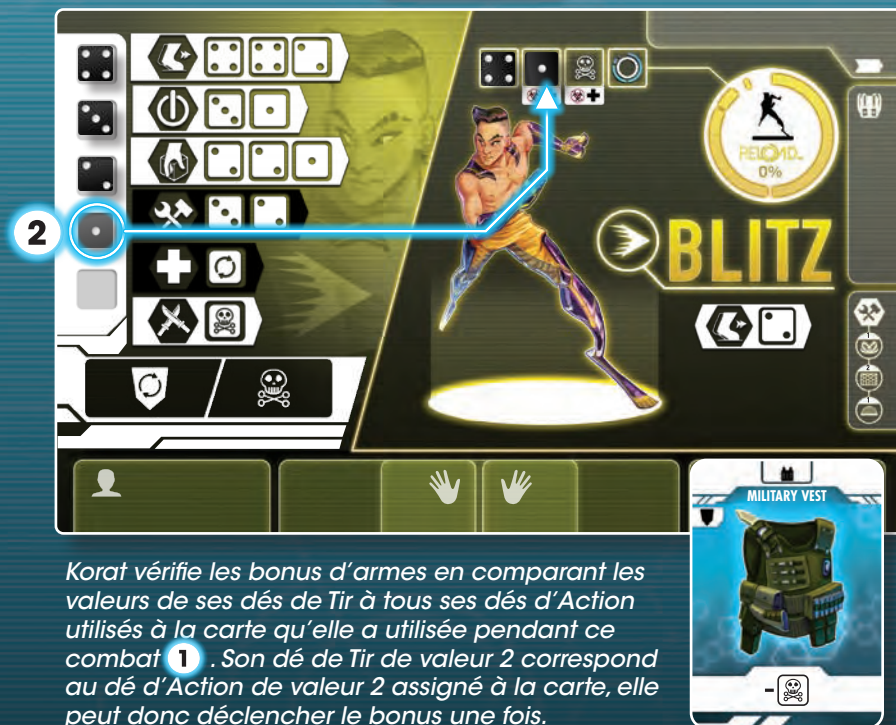 RELOAD
0%
2
BLITZ
MILITARY VEST
Korat vérifie les bonus d'armes en comparant les
valeurs de ses dés de Tir à tous ses dés d'Action
utilisés à la carte qu'elle a utilisée pendant ce
combat 1 . Son dé de Tir de valeur 2 correspond
au dé d'Action de valeur 2 assigné à la carte, elle
peut donc déclencher le bonus une fois.
-